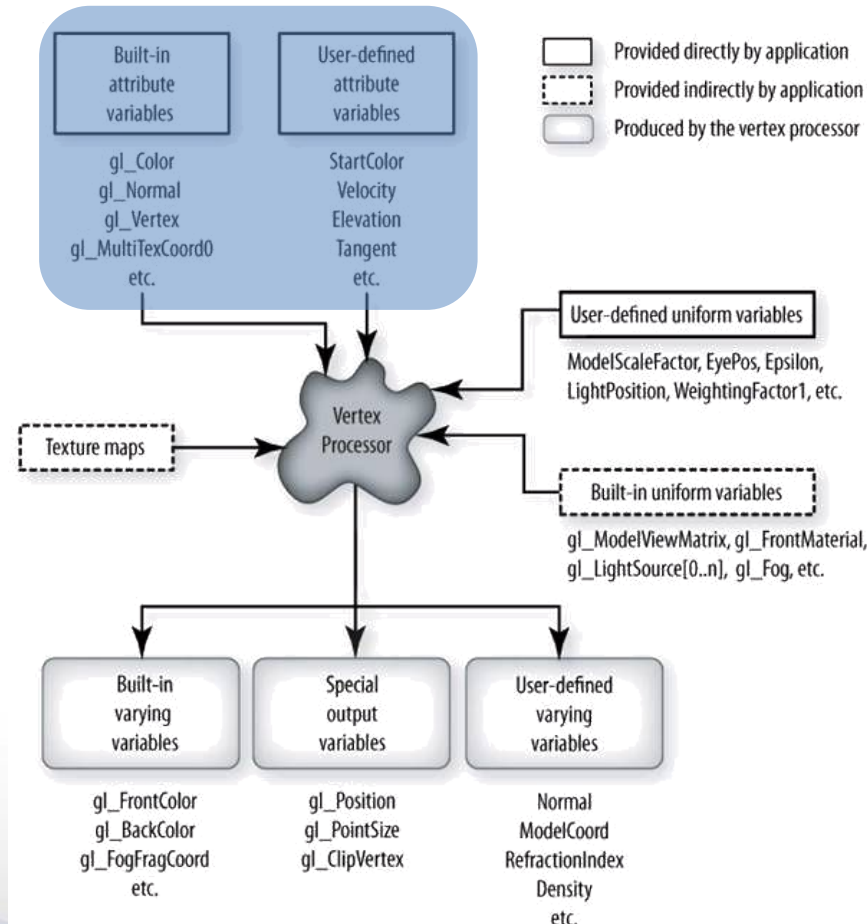 Built-in
attribute
variables
gl_Color
gl_Normal
gl_Vertex
gl_MultiTexCoord0
etc.
User-defined
attribute
variables
StartColor
Velocity
Elevation
Tangent
etc.
Provided directly by application
Provided indirectly by application
Produced by the vertex processor
User-defined uniform variables
ModelScaleFactor, EyePos, Epsilon,
LightPosition, WeightingFactor1, etc.
Vertex
Processor
Texture maps
Built-in uniform variables
gl_ModelViewMatrix, gl_FrontMaterial,
gl_LightSource[0..n], gl_Fog, etc.
Built-in
varying
variables
gl_FrontColor
gl_BackColor
gl_FogFragCoord
etc.
Special
output
variables
gl_Position
gl_PointSize
gl_ClipVertex
User-defined
varying
variables
Normal
ModelCoord
RefractionIndex
Density
etc.